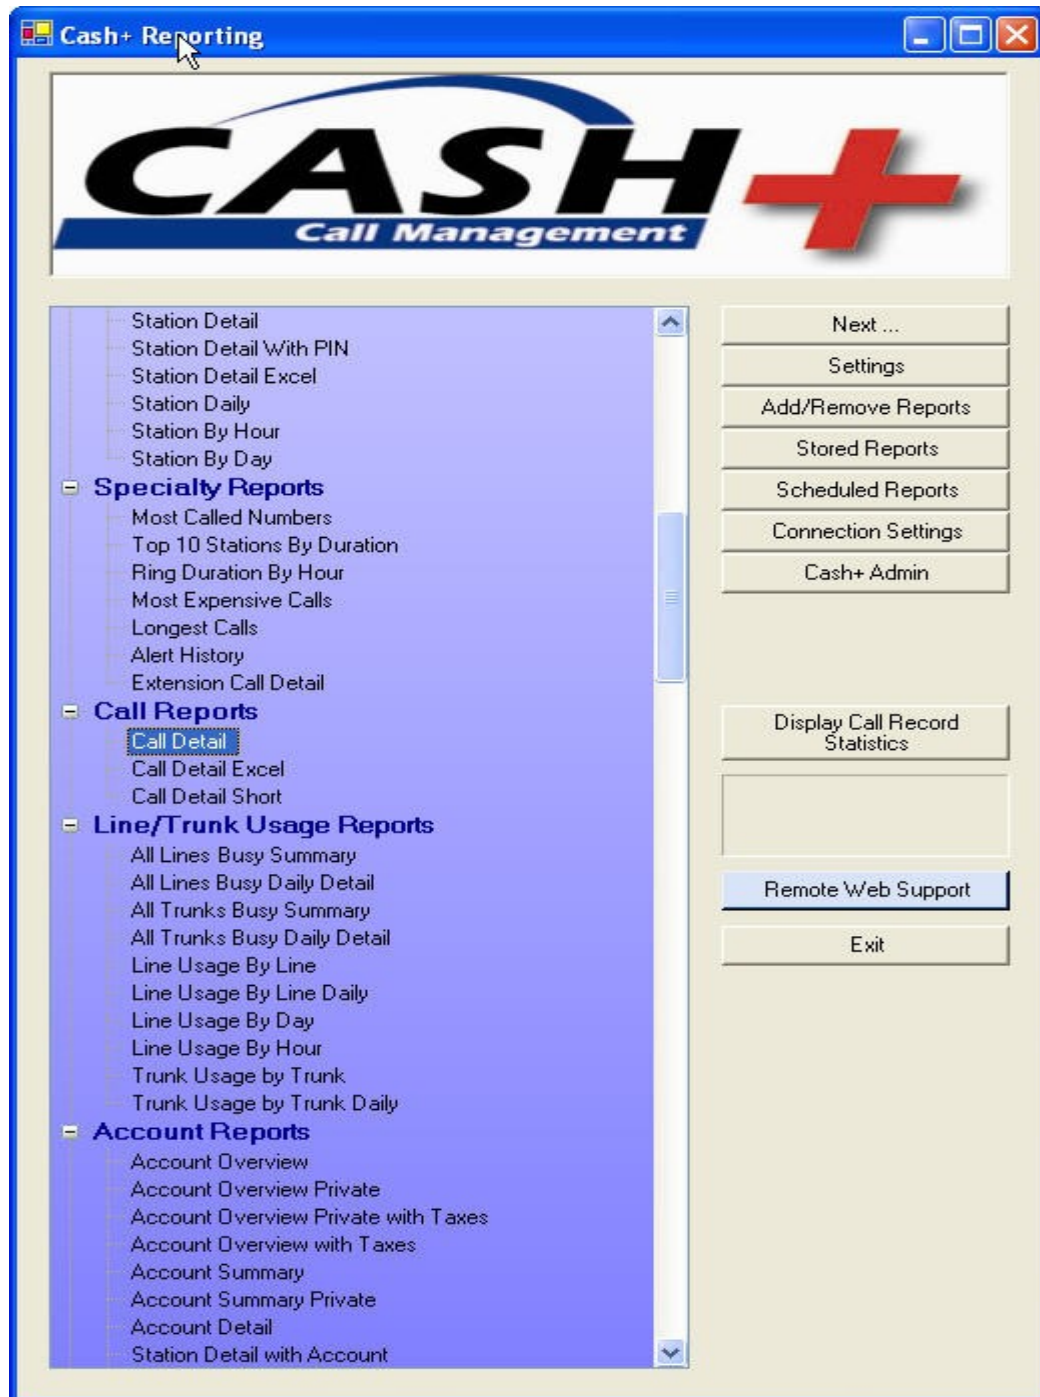 Cash+ Reporting
CASH+
Call Management
Station Detail
Station Detail With PIN
Station Detail Excel
Station Daily
Station By Hour
Station By Day
Specialty Reports
Most Called Numbers
Top 10 Stations By Duration
Ring Duration By Hour
Most Expensive Calls
Longest Calls
Alert History
Extension Call Detail
Call Reports
Call Detail
Call Detail Excel
Call Detail Short
Line/Trunk Usage Reports
All Lines Busy Summary
All Lines Busy Daily Detail
All Trunks Busy Summary
All Trunks Busy Daily Detail
Line Usage By Line
Line Usage By Line Daily
Line Usage By Day
Line Usage By Hour
Trunk Usage by Trunk
Trunk Usage by Trunk Daily
Account Reports
Account Overview
Account Overview Private
Account Overview Private with Taxes
Account Overview with Taxes
Account Summary
Account Summary Private
Account Detail
Station Detail with Account
Next ...
Settings
Add/Remove Reports
Stored Reports
Scheduled Reports
Connection Settings
Cash+ Admin
Display Call Record
Statistics
Remote Web Support
Exit